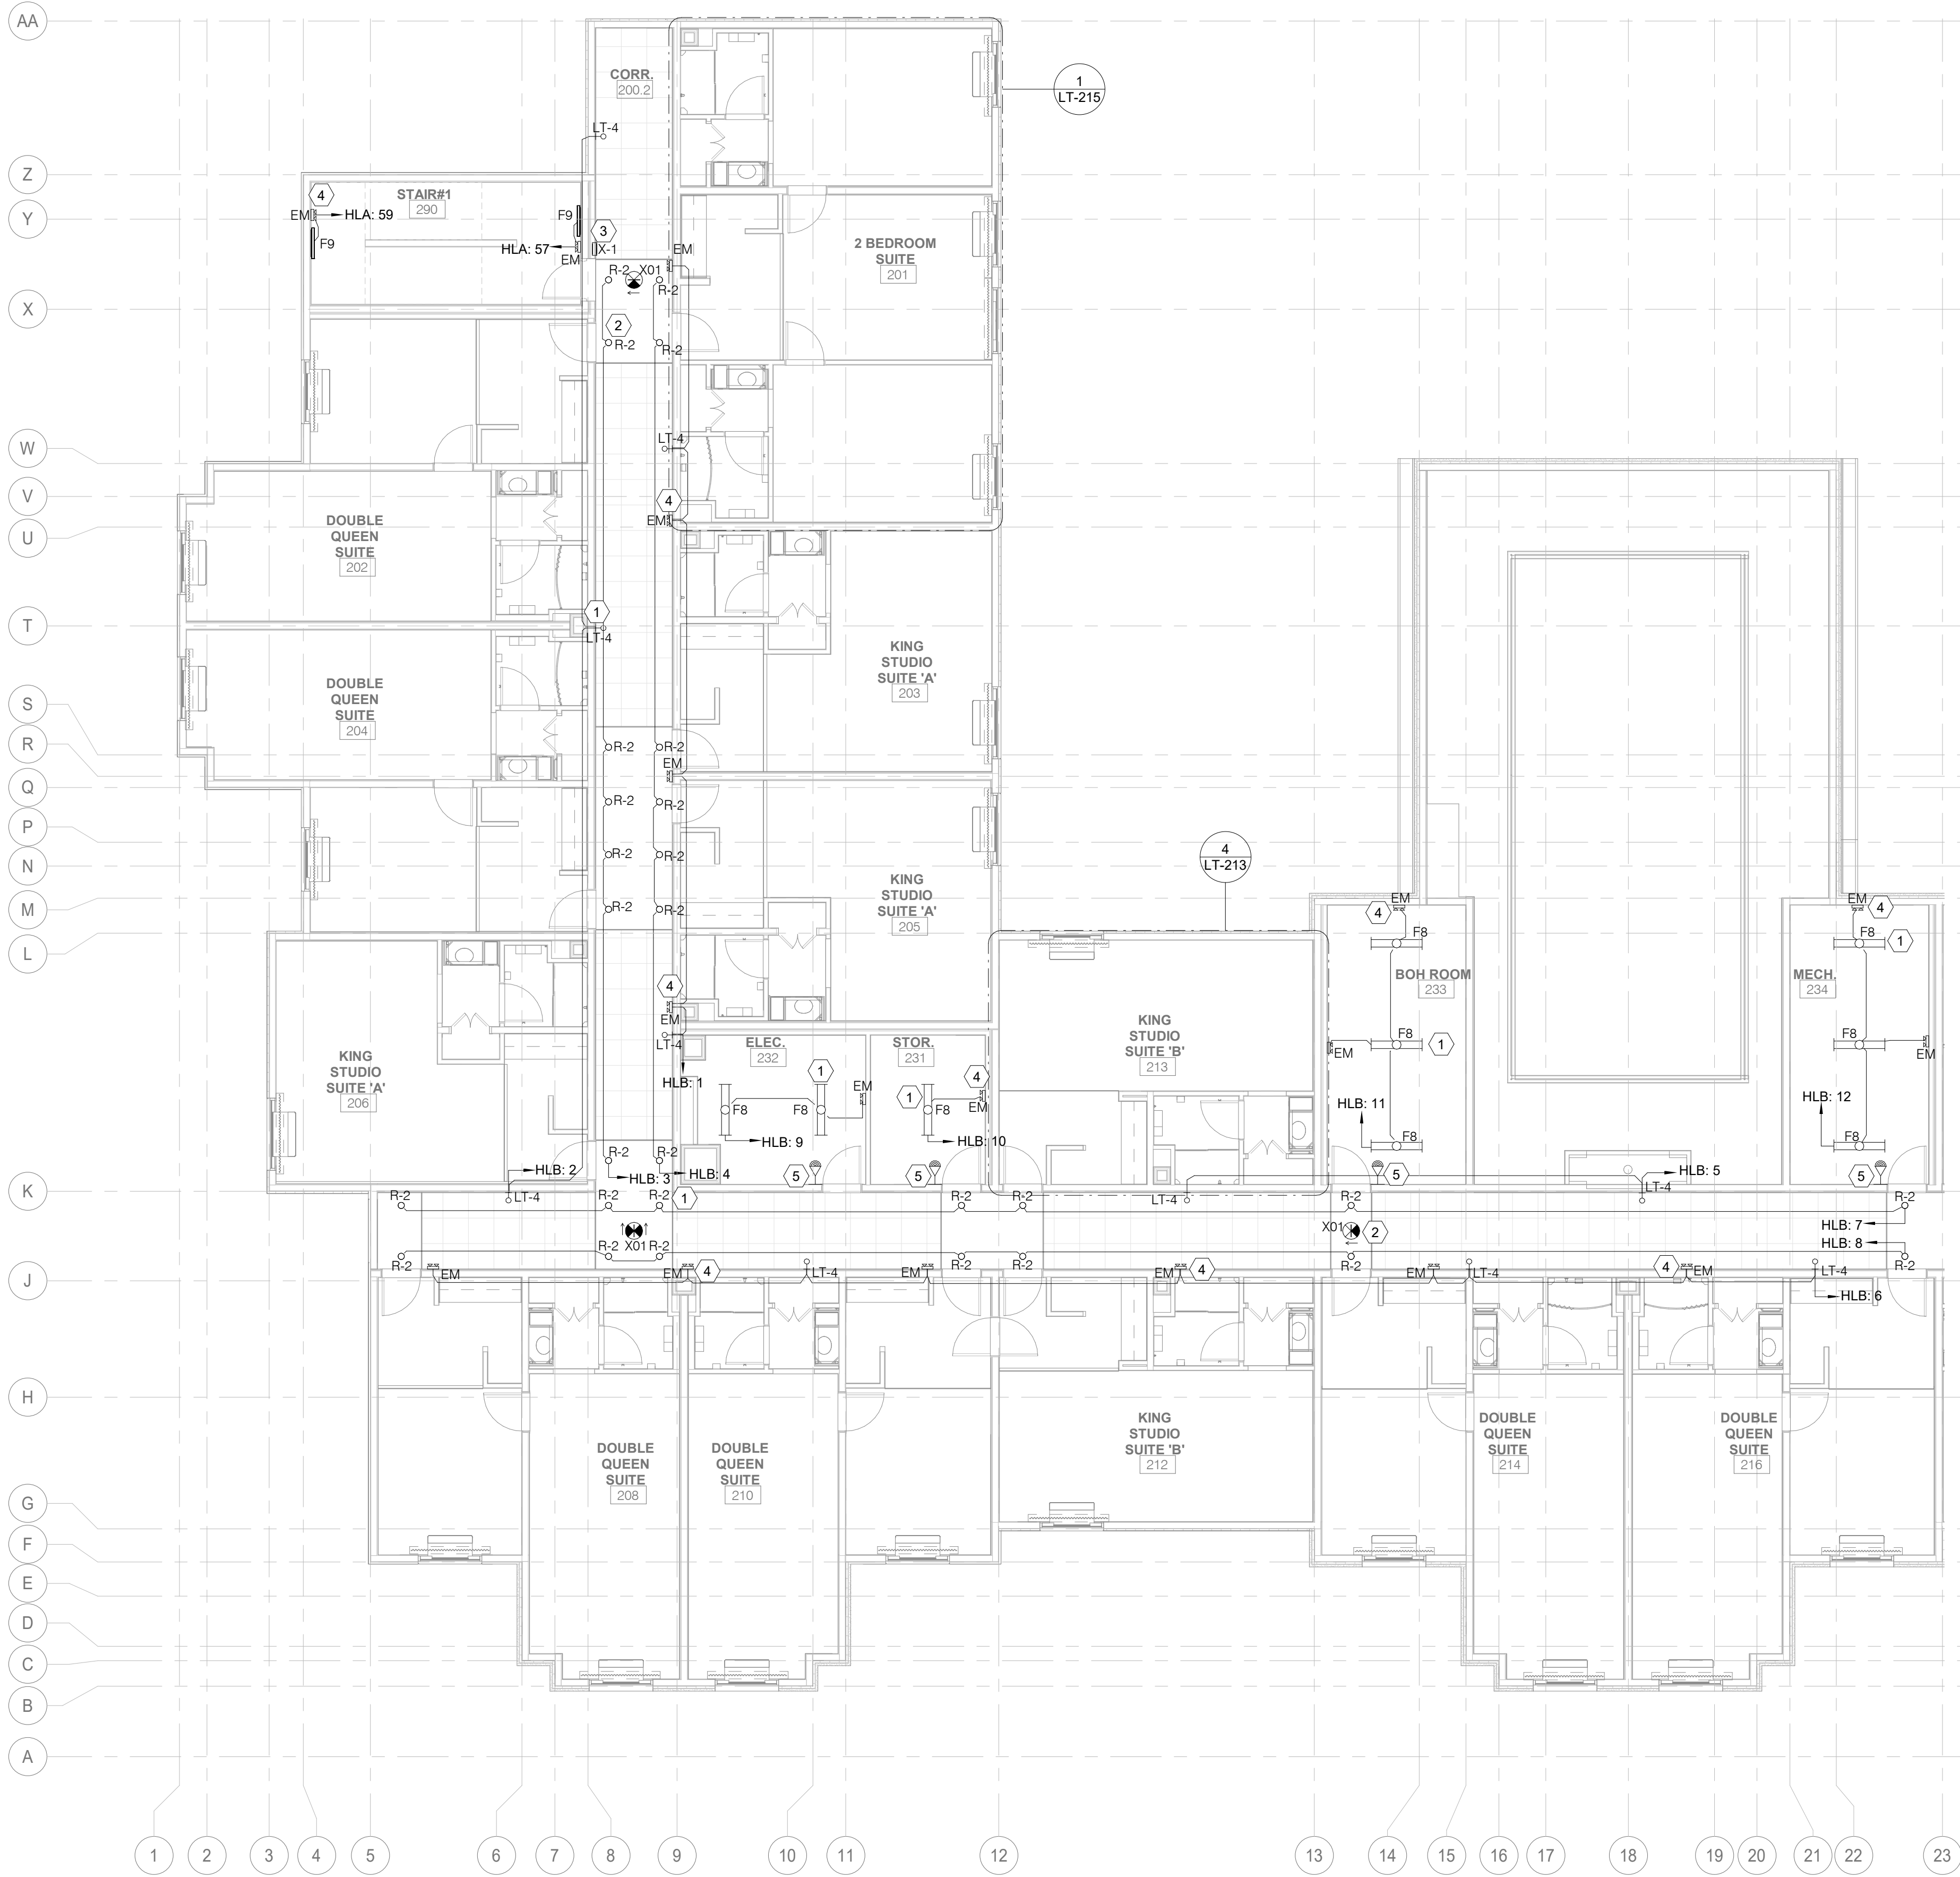 AA
CORR.
200.2
1
LT-215
LT-4
Z
4
STAIR#1
290
EM
HLA: 59
F9
Y
F9
3
HLA: 57
IX-1
EM
EM
2 BEDROOM
SUITE
201
R-2
X01
R-2
X
2
R-2
R-2
W
LT-4
V
4
EM
U
DOUBLE
QUEEN
SUITE
202
1
T
LT-4
KING
STUDIO
SUITE 'A'
203
DOUBLE
QUEEN
SUITE
204
S
R
R-2
R-2
EM
Q
R-2
R-2
P
N
R-2
R-2
4
LT-213
KING
STUDIO
SUITE 'A'
205
M
R-2
R-2
EM
4
EM
4
L
F8
F8
1
BOH ROOM
233
MECH.
234
4
EM
KING
STUDIO
SUITE 'B'
213
LT-4
ELEC.
232
STOR.
231
F8
1
EM
F8
EM
KING
STUDIO
SUITE 'A'
206
HLB: 1
1
EM
4
1
EM
F8
F8
F8
HLB: 11
HLB: 12
HLB: 9
HLB: 10
F8
F8
R-2
R-2
HLB: 2
HLB: 3
HLB: 4
5
5
5
HLB: 5
5
K
LT-4
LT-4
LT-4
R-2
R-2
R-2
1
R-2
R-2
R-2
R-2
X01
2
HLB: 7
HLB: 8
R-2
R-2
X01
R-2
R-2
R-2
R-2
R-2
J
EM
EM
4
LT-4
EM
EM
4
EM
LT-4
4
EM
LT-4
HLB: 6
H
DOUBLE
QUEEN
SUITE
208
DOUBLE
QUEEN
SUITE
210
KING
STUDIO
SUITE 'B'
212
DOUBLE
QUEEN
SUITE
214
DOUBLE
QUEEN
SUITE
216
G
F
E
D
C
B
A
1
2
3
4
5
6
7
8
9
10
11
12
13
14
15
16
17
18
19
20
21
22
23